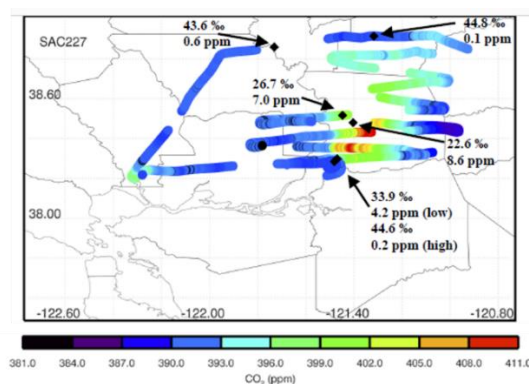 43.6 ‰
0.6 ppm
44.8 ‰
0.1 ppm
SAC227
26.7 ‰
7.0 ppm
38.60
22.6 ‰
8.6 ppm
33.9 ‰
4.2 ppm (low)
44.6 ‰
0.2 ppm (high)
38.00
-122.60 -122.00 -121.40 -120.80
381.0 384.0 387.0 390.0 393.0 396.0 399.0 402.0 405.0 408.0 411.0
CO₂ (ppm)